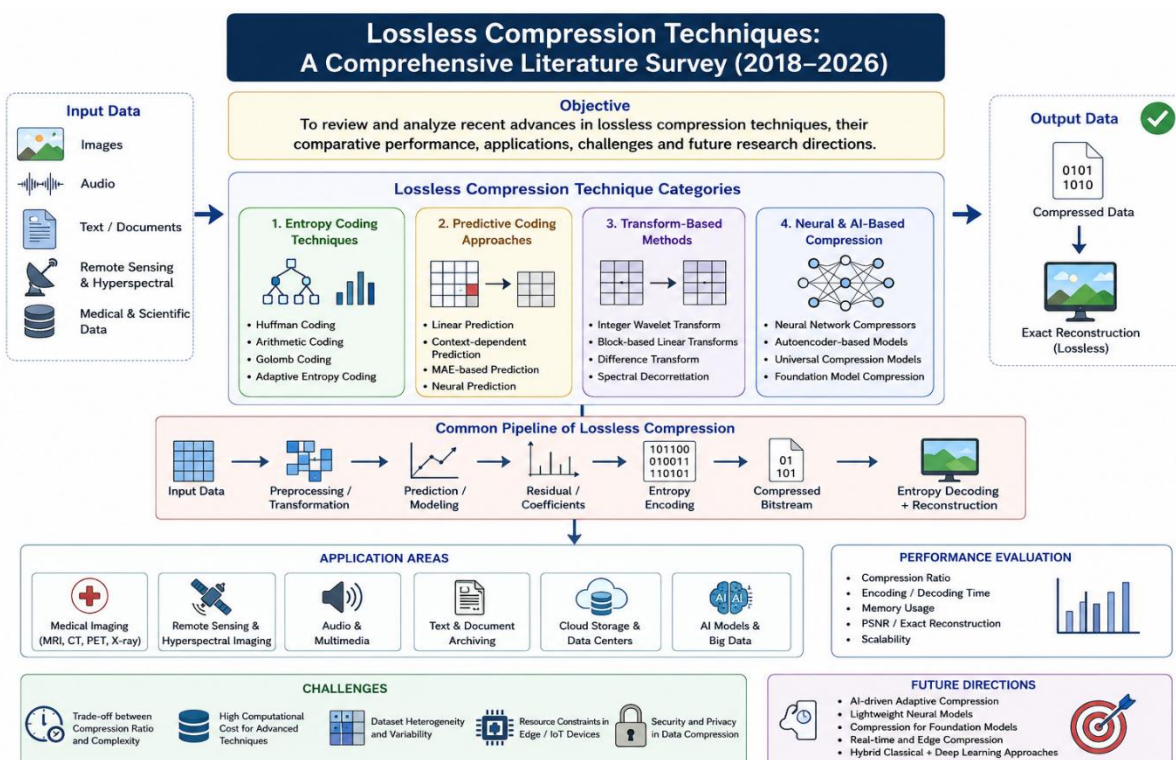 Lossless Compression Techniques:
A Comprehensive Literature Survey (2018–2026)
Input Data
Images
Audio
Text / Documents
Remote Sensing
& Hyperspectral
Medical & Scientific
Data
Objective
To review and analyze recent advances in lossless compression techniques, their
comparative performance, applications, challenges and future research directions.
Lossless Compression Technique Categories
1. Entropy Coding
Techniques
• Huffman Coding
• Arithmetic Coding
• Golomb Coding
• Adaptive Entropy Coding
2. Predictive Coding
Approaches
• Linear Prediction
• Context-dependent
Prediction
• MAE-based Prediction
• Neural Prediction
3. Transform-Based
Methods
• Integer Wavelet Transform
• Block-based Linear Transforms
• Difference Transform
• Spectral Decorrettation
4. Neural & AI-Based
Compression
• Neural Network Compressors
• Autoencoder-based Models
• Universal Compression Models
• Foundation Model Compression
Output Data
0101
1010
Compressed Data
Exact Reconstruction
(Lossless)
Common Pipeline of Lossless Compression
Input Data
Preprocessing /
Transformation
Prediction /
Modeling
Residual /
Coefficients
101100
010011
110101
Entropy
Encoding
01
101
Compressed
Bitstream
Entropy Decoding
+ Reconstruction
APPLICATION AREAS
Medical Imaging
(MRI, CT, PET, X-ray)
Remote Sensing &
Hyperspectral Imaging
Audio &
Multimedia
Text & Document
Archiving
Cloud Storage &
Data Centers
AI AI
AI Models &
Big Data
PERFORMANCE EVALUATION
• Compression Ratio
• Encoding / Decoding Time
• Memory Usage
• PSNR / Exact Reconstruction
• Scalability
CHALLENGES
Trade-off between
Compression Ratio
and Complexity
High Computational
Cost for Advanced
Techniques
Dataset Heterogeneity
and Variability
Resource Constraints in
Edge / IoT Devices
Security and Privacy
in Data Compression
FUTURE DIRECTIONS
• AI-driven Adaptive Compression
• Lightweight Neural Models
• Compression for Foundation Models
• Real-time and Edge Compression
• Hybrid Classical + Deep Learning Approaches